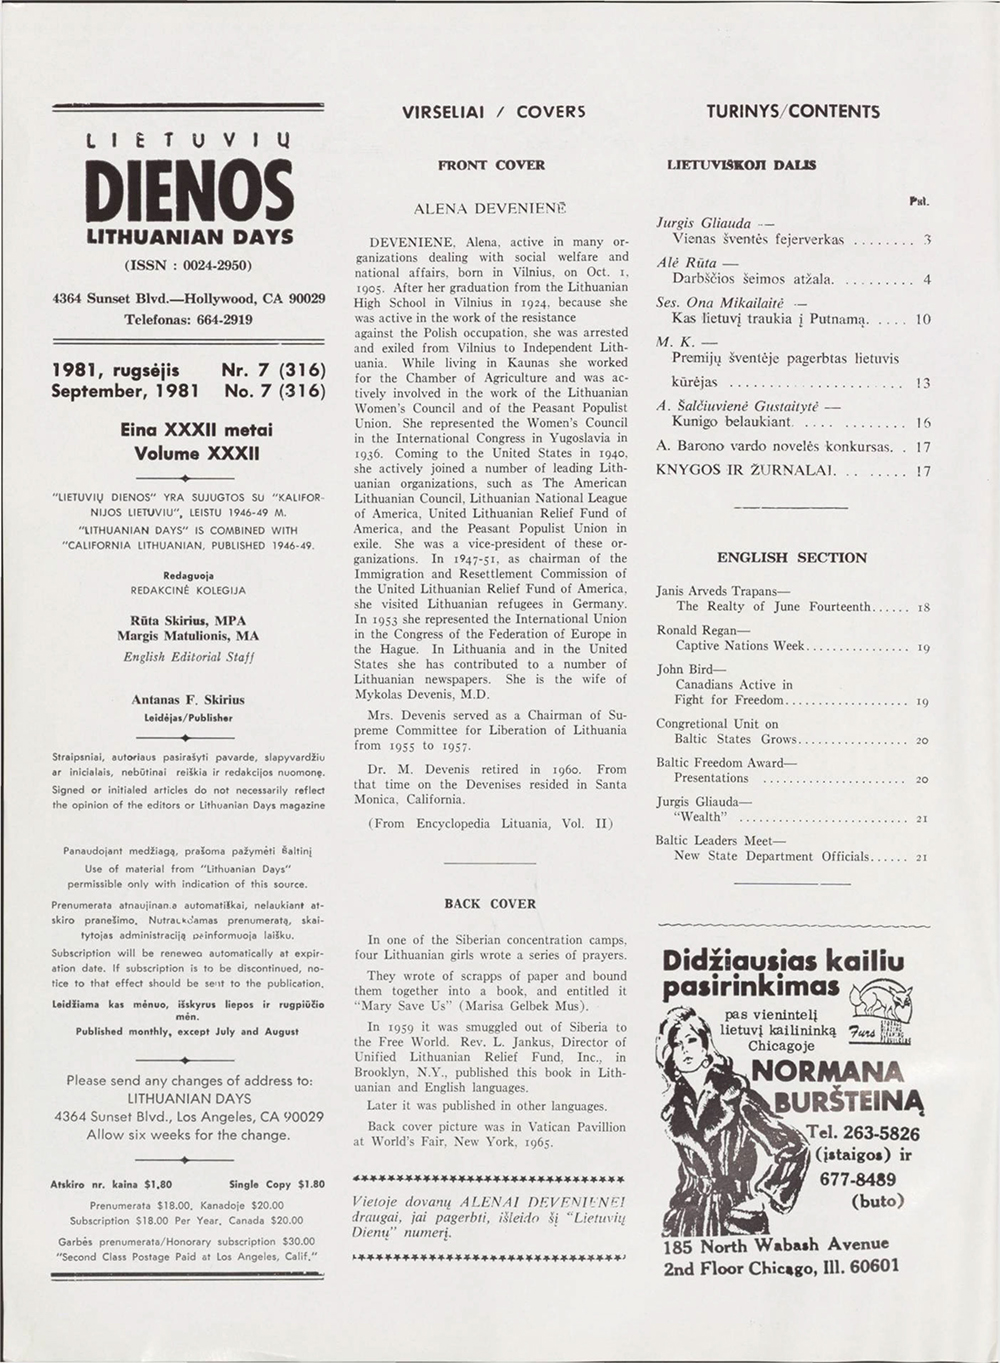 LIETUVIŲ
DIENOS
LITHUANIAN DAYS
(ISSN : 0024-2950)
4364 Sunset Blvd.—Hollywood, CA 90029
Telefonas: 664-2919
1981, rugsėjis Nr. 7 (316)
September, 1981 No. 7 (316)
Eina XXXII metai
Volume XXXII
"LIETUVIŲ DIENOS" YRA SUJUGTOS SU "KALIFOR-
NIJOS LIETUVIU", LEISTU 1946-49 M.
"LITHUANIAN DAYS" IS COMBINED WITH
"CALIFORNIA LITHUANIAN, PUBLISHED 1946-49.
Redaguoja
REDAKCINĖ KOLEGIJA
Rūta Skirius, MPA
Margis Matulionis, MA
English Editorial Staff
Antanas F. Skirius
Leidėjas/Publisher
Straipsniai, autoriaus pasirašyti pavarde, slapyvardžiu
ar inicialais, nebūtinai reiškia ir redakcijos nuomonę.
Signed or initialed articles do not necessarily reflect
the opinion of the editors or Lithuanian Days magazine
Panaudojant medžiagą, prašoma pažymėti šaltinį
Use of material from "Lithuanian Days"
permissible only with indication of this source.
Prenumerata atnaujinama automatiškai, nelaukiant at-
skiro pranešimo. Nutraukdamas prenumeratą, skai-
tytojas administraciją painformuoja laišku.
Subscription will be renewed automatically at expir-
ation date. If subscription is to be discontinued, no-
tice to that effect should be sent to the publication.
Leidžiama kas mėnuo, išskyrus liepos ir rugpiūčio
mėn.
Published monthly, except July and August
Please send any changes of address to:
LITHUANIAN DAYS
4364 Sunset Blvd., Los Angeles, CA 90029
Allow six weeks for the change.
Atskiro nr. kaina $1.80 Single Copy $1.80
Prenumerata $18.00, Kanadoje $20.00
Subscription $18.00 Per Year, Canada $20.00
Garbės prenumerata/Honorary subscription $30.00
"Second Class Postage Paid at Los Angeles, Calif."
VIRŠELIAI / COVERS
FRONT COVER
ALENA DEVENIENĖ
DEVENIENE, Alena, active in many or-
ganizations dealing with social welfare and
national affairs, born in Vilnius, on Oct. 1,
1905. After her graduation from the Lithuanian
High School in Vilnius in 1924, because she
was active in the work of the resistance
against the Polish occupation, she was arrested
and exiled from Vilnius to Independent Lith-
uania. While living in Kaunas she worked
for the Chamber of Agriculture and was ac-
tively involved in the work of the Lithuanian
Women's Council and of the Peasant Populist
Union. She represented the Women's Council
in the International Congress in Yugoslavia in
1936. Coming to the United States in 1940,
she actively joined a number of leading Lith-
uanian organizations, such as The American
Lithuanian Council, Lithuanian National League
of America, United Lithuanian Relief Fund of
America, and the Peasant Populist Union in
exile. She was a vice-president of these or-
ganizations. In 1947-51, as chairman of the
Immigration and Resettlement Commission of
the United Lithuanian Relief Fund of America,
she visited Lithuanian refugees in Germany.
In 1953 she represented the International Union
in the Congress of the Federation of Europe in
the Hague. In Lithuania and in the United
States she has contributed to a number of
Lithuanian newspapers. She is the wife of
Mykolas Devenis, M.D.
Mrs. Devenis served as a Chairman of Su-
preme Committee for Liberation of Lithuania
from 1955 to 1957.
Dr. M. Devenis retired in 1960. From
that time on the Devenises resided in Santa
Monica, California.
(From Encyclopedia Lituania, Vol. II)
BACK COVER
In one of the Siberian concentration camps,
four Lithuanian girls wrote a series of prayers.
They wrote of scrapps of paper and bound
them together into a book, and entitled it
"Mary Save Us" (Marisa Gelbek Mus).
In 1959 it was smuggled out of Siberia to
the Free World. Rev. L. Jankus, Director of
Unified Lithuanian Relief Fund, Inc., in
Brooklyn, N.Y., published this book in Lith-
uanian and English languages.
Later it was published in other languages.
Back cover picture was in Vatican Pavillion
at World's Fair, New York, 1965.
Vietoje dovanų ALENAI DEVENIENEI
draugai, jai pagerbti, išleido šį "Lietuvių
Dienų" numerį.
TURINYS/CONTENTS
LIETUVIŠKOJI DALIS
Psl.
Jurgis Gliauda —
Vienas šventės fejerverkas ........ 3
Alė Rūta —
Darbščios šeimos atžala. .......... 4
Ses. Ona Mikailaitė —
Kas lietuvį traukia į Putnamą. ..... 10
M. K. —
Premijų šventėje pagerbtas lietuvis
kūrėjas ...................... 13
A. Šalčiuvienė Gustaitytė —
Kunigo belaukiant. .... .......... 16
A. Barono vardo novelės konkursas. . 17
KNYGOS IR ŽURNALAI. .. ....... 17
ENGLISH SECTION
Janis Arveds Trapans—
The Realty of June Fourteenth...... 18
Ronald Regan—
Captive Nations Week................ 19
John Bird—
Canadians Active in
Fight for Freedom................... 19
Congretional Unit on
Baltic States Grows................. 20
Baltic Freedom Award—
Presentations ...................... 20
Jurgis Gliauda—
"Wealth" .......................... 21
Baltic Leaders Meet—
New State Department Officials...... 21
Didžiausias kailiu
pasirinkimas
pas vienintelį
lietuvį kailininką
Chicagoje
Furs
NORMANA
BURŠTEINĄ
Tel. 263-5826
(įstaigos) ir
677-8489
(buto)
185 North Wabash Avenue
2nd Floor Chicago, Ill. 60601